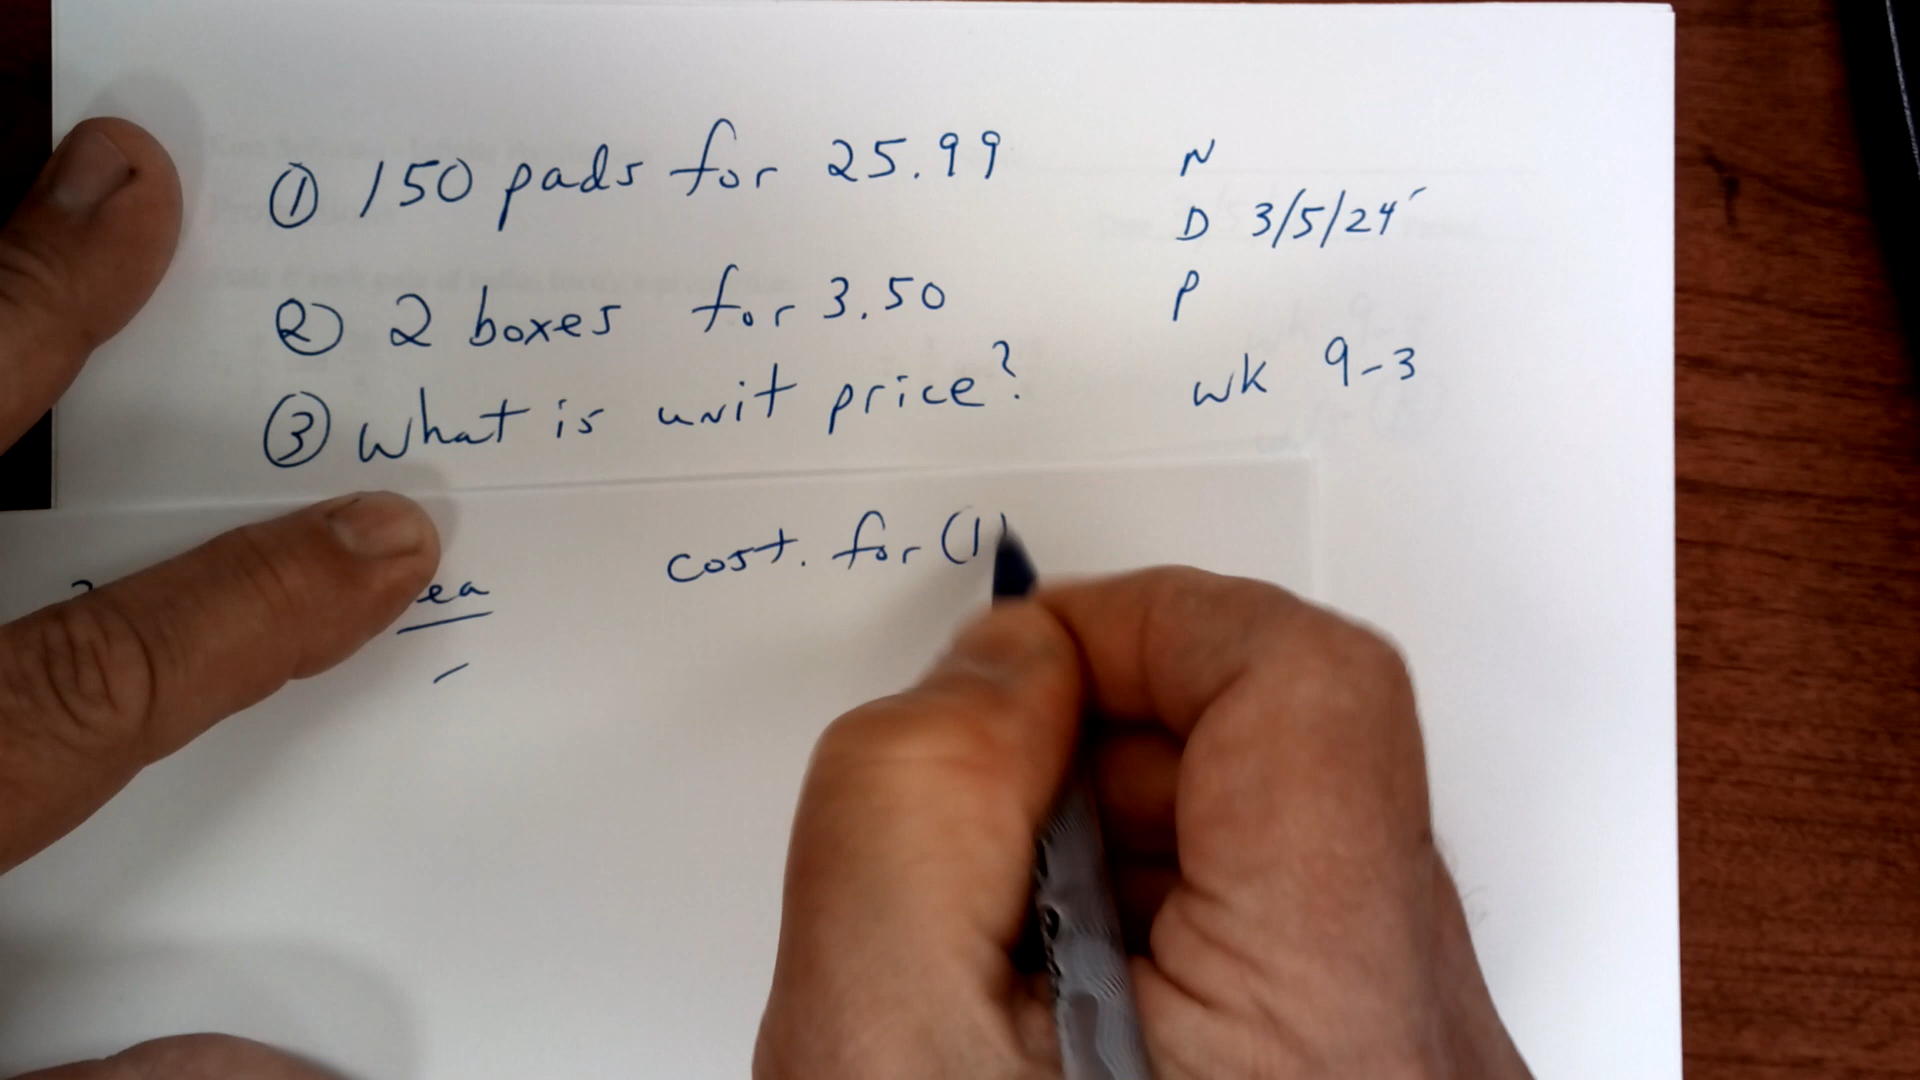 ① 150 pads for 25.99
② 2 boxes for 3.50
③ What is unit price?
N
D 3/5/24
P
wk 9-3
cost. for (1)
ea